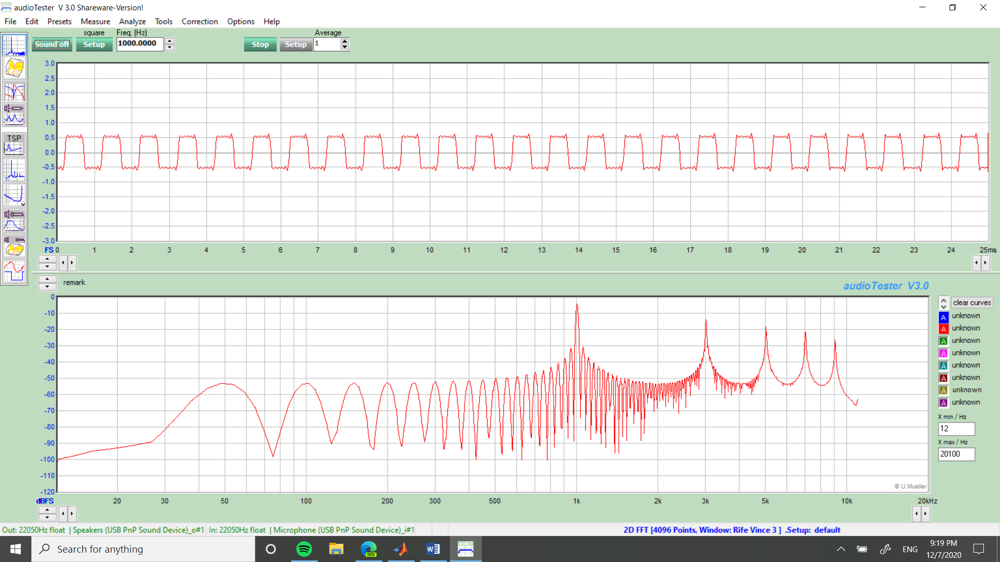 audioTester V 3.0 Shareware-Version!
File Edit Presets Measure Analyze Tools Correction Options Help
square Freq. (Hz) Average
Sound off Setup 1000.0000 Stop Setup 1
TSP
3.0
2.5
2.0
1.5
1.0
0.5
0.0
-0.5
-1.0
-1.5
-2.0
-2.5
-3.0
FS 0 1 2 3 4 5 6 7 8 9 10 11 12 13 14 15 16 17 18 19 20 21 22 23 24 25ms
remark
audioTester V3.0
0
-10
-20
-30
-40
-50
-60
-70
-80
-90
-100
-110
-120
© U.Mueller
dBFS 20 30 50 100 200 300 500 1k 2k 3k 5k 10k 20kHz
clear curves
A unknown
A unknown
A unknown
A unknown
A unknown
A unknown
A unknown
A unknown
X min / Hz
12
X max / Hz
20100
Out: 22050Hz float | Speakers (USB PnP Sound Device)_o#1 In: 22050Hz float | Microphone (USB PnP Sound Device)_i#1 2D FFT [4096 Points, Window: Rife Vince 3 ] .Setup: default
Search for anything
DEV
ENG
9:19 PM
12/7/2020